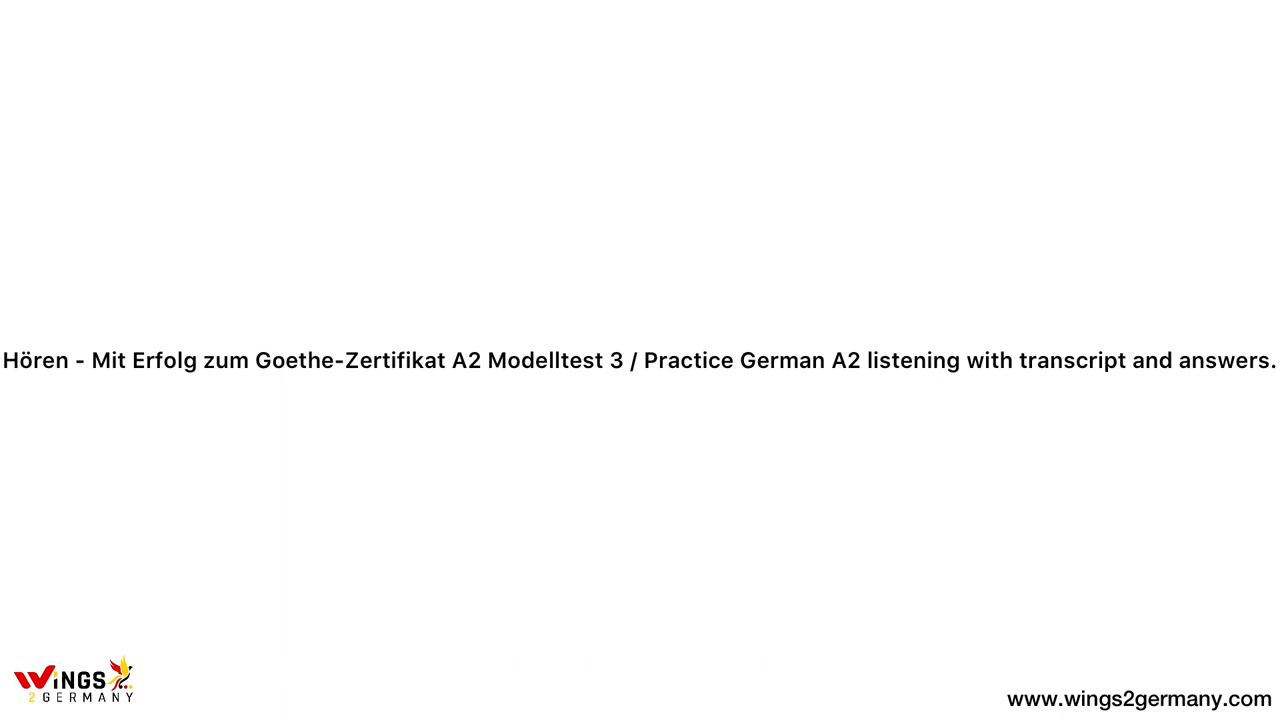 Hören - Mit Erfolg zum Goethe-Zertifikat A2 Modelltest 3 / Practice German A2 listening with transcript and answers.
WINGS
2 GERMANY
www.wings2germany.com